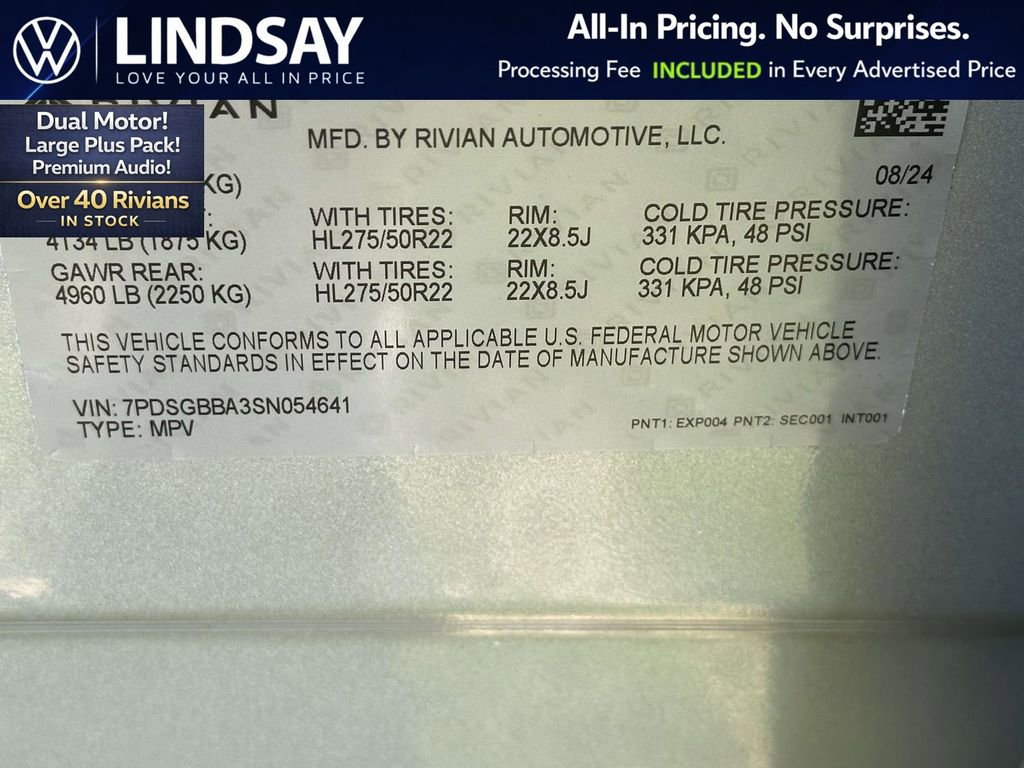 LINDSAY
LOVE YOUR ALL IN PRICE
All-In Pricing. No Surprises.
Processing Fee INCLUDED in Every Advertised Price
RIVIAN
Dual Motor!
Large Plus Pack!
Premium Audio!
Over 40 Rivians
IN STOCK
MFD. BY RIVIAN AUTOMOTIVE, LLC.
KG)
08/24
WITH TIRES: RIM: COLD TIRE PRESSURE:
4134 LB (1875 KG) HL275/50R22 22X8.5J 331 KPA, 48 PSI
GAWR REAR: WITH TIRES: RIM: COLD TIRE PRESSURE:
4960 LB (2250 KG) HL275/50R22 22X8.5J 331 KPA, 48 PSI
THIS VEHICLE CONFORMS TO ALL APPLICABLE U.S. FEDERAL MOTOR VEHICLE
SAFETY STANDARDS IN EFFECT ON THE DATE OF MANUFACTURE SHOWN ABOVE.
VIN: 7PDSGBBA3SN054641
TYPE: MPV
PNT1: EXP004 PNT2: SEC001 INT001